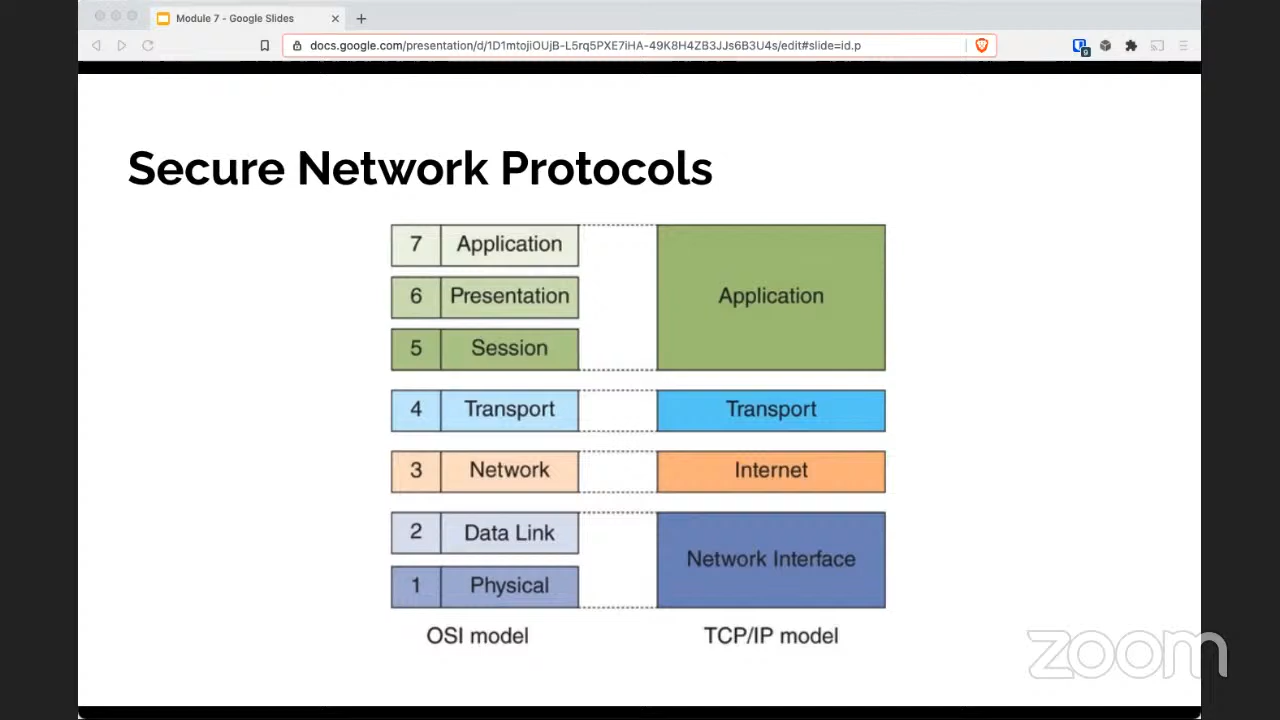 Module 7 - Google Slides
docs.google.com/presentation/d/1D1mtojiOUjB-L5rq5PXE7iHA-49K8H4ZB3JJs6B3U4s/edit#slide=id.p
9
Secure Network Protocols
7 Application
6 Presentation
5 Session
Application
4 Transport
Transport
3 Network
Internet
2 Data Link
1 Physical
Network Interface
OSI model
TCP/IP model
zoom